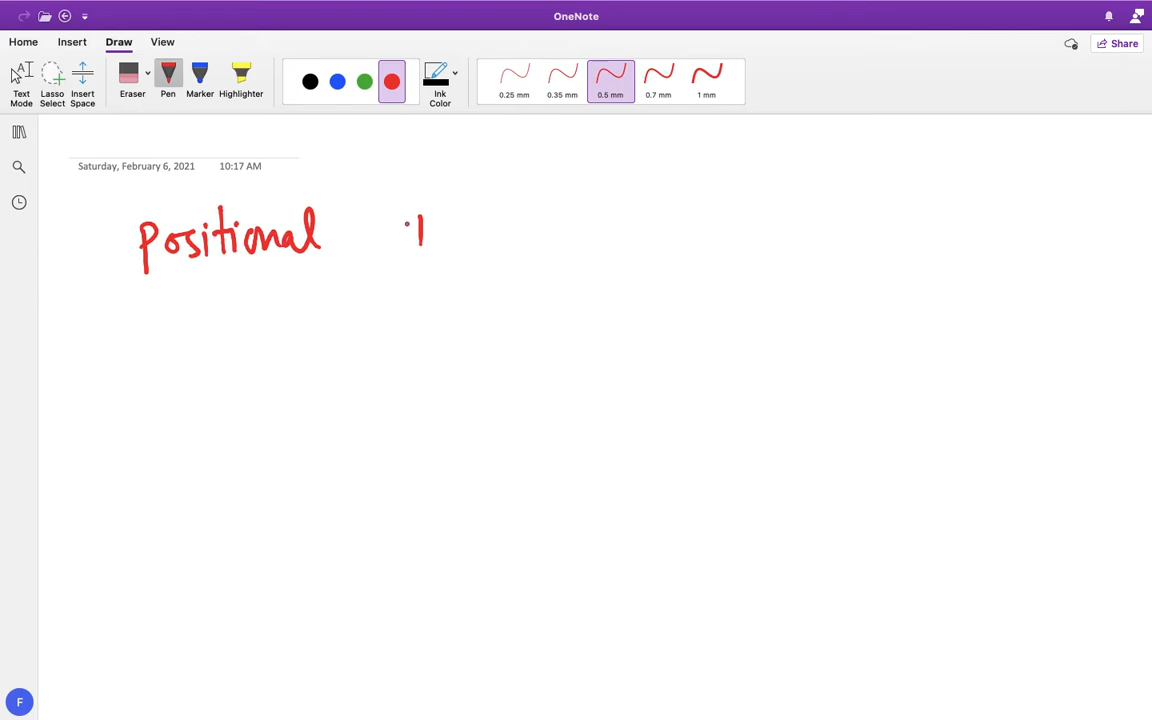 OneNote
Home Insert Draw View
Share
Text Mode
Lasso Select
Insert Space
Eraser
Pen
Marker
Highlighter
Ink Color
0.25 mm
0.35 mm
0.5 mm
0.7 mm
1 mm
Saturday, February 6, 2021 10:17 AM
Positional
F